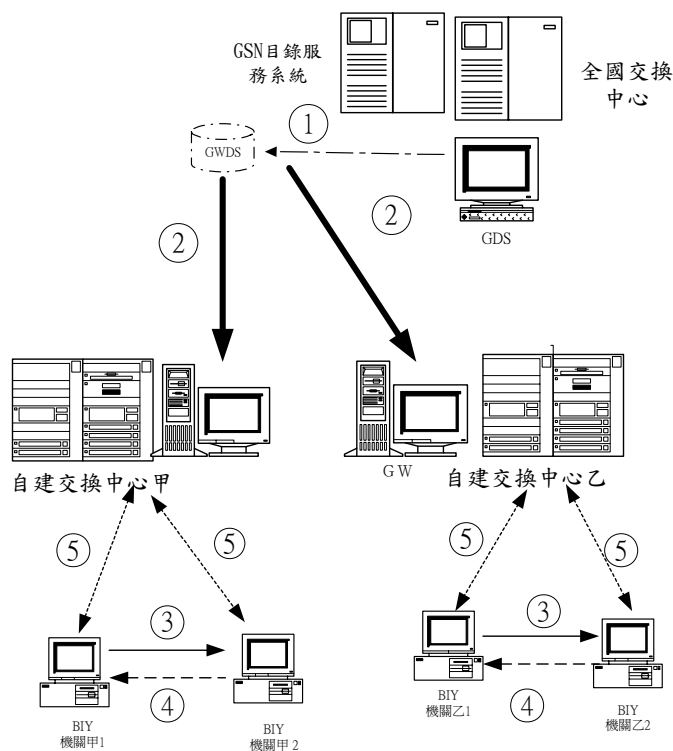 GSN目錄服
務系統
全國交換
中心
①
GWDS
②
②
GDS
自建交換中心甲
GW
自建交換中心乙
⑤
⑤
⑤
⑤
③
③
④
④
BIY
機關甲1
BIY
機關甲2
BIY
機關乙1
BIY
機關乙2